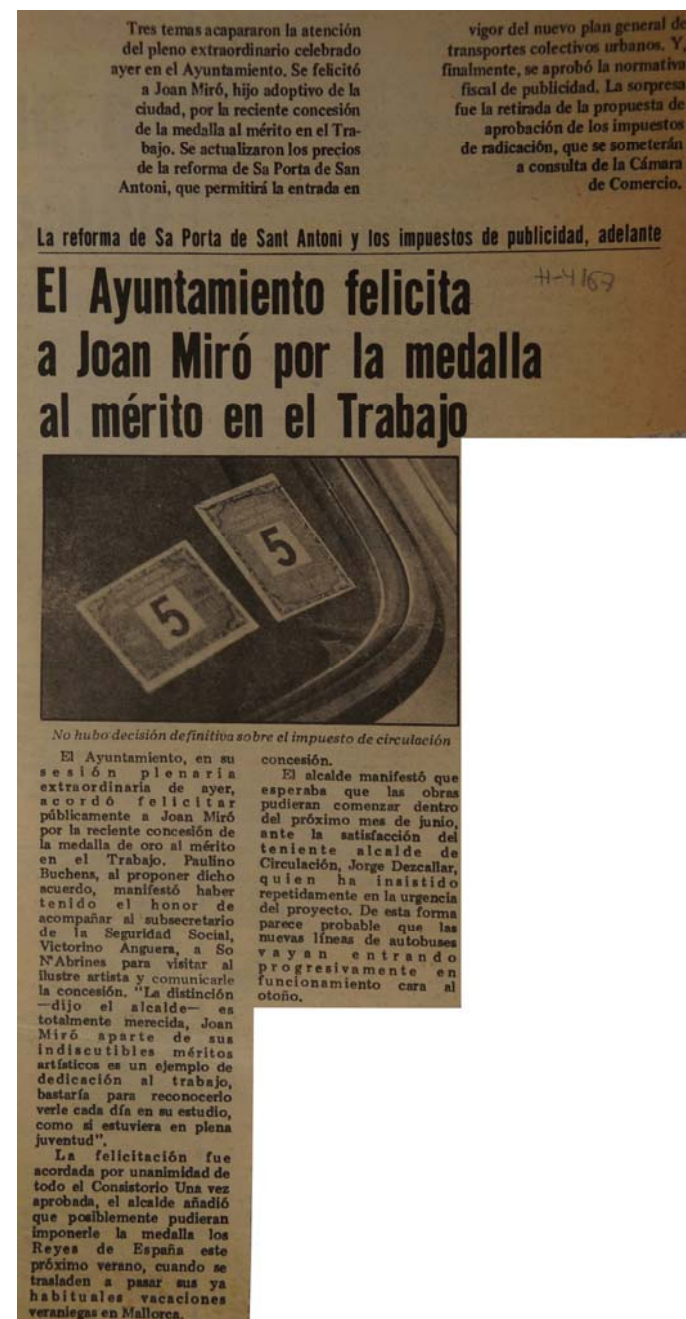 Tres temas acapararon la atención
del pleno extraordinario celebrado
ayer en el Ayuntamiento. Se felicitó
a Joan Miró, hijo adoptivo de la
ciudad, por la reciente concesión
de la medalla al mérito en el Tra-
bajo. Se actualizaron los precios
de la reforma de Sa Porta de San
Antoni, que permitirá la entrada en
vigor del nuevo plan general de
transportes colectivos urbanos. Y,
finalmente, se aprobó la normativa
fiscal de publicidad. La sorpresa
fue la retirada de la propuesta de
aprobación de los impuestos
de radicación, que se someterán
a consulta de la Cámara
de Comercio.
La reforma de Sa Porta de Sant Antoni y los impuestos de publicidad, adelante
El Ayuntamiento felicita
a Joan Miró por la medalla
al mérito en el Trabajo
H-4/67
5
5
No hubo decisión definitiva sobre el impuesto de circulación
El Ayuntamiento, en su
sesión plenaria
extraordinaria de ayer,
acordó felicitar
públicamente a Joan Miró
por la reciente concesión de
la medalla de oro al mérito
en el Trabajo. Paulino
Buchens, al proponer dicho
acuerdo, manifestó haber
tenido el honor de
acompañar al subsecretario
de la Seguridad Social,
Victorino Anguera, a So
N'Abrines para visitar al
ilustre artista y comunicarle
la concesión. "La distinción
—dijo el alcalde— es
totalmente merecida, Joan
Miró aparte de sus
indiscutibles méritos
artísticos es un ejemplo de
dedicación al trabajo,
bastaría para reconocerlo
verle cada día en su estudio,
como si estuviera en plena
juventud".
La felicitación fue
acordada por unanimidad de
todo el Consistorio Una vez
aprobada, el alcalde añadió
que posiblemente pudieran
imponerle la medalla los
Reyes de España este
próximo verano, cuando se
trasladen a pasar sus ya
habituales vacaciones
veraniegas en Mallorca.
concesión.
El alcalde manifestó que
esperaba que las obras
pudieran comenzar dentro
del próximo mes de junio,
ante la satisfacción del
teniente alcalde de
Circulación, Jorge Dezcallar,
quien ha insistido
repetidamente en la urgencia
del proyecto. De esta forma
parece probable que las
nuevas líneas de autobuses
vayan entrando
progresivamente en
funcionamiento cara al
otoño.